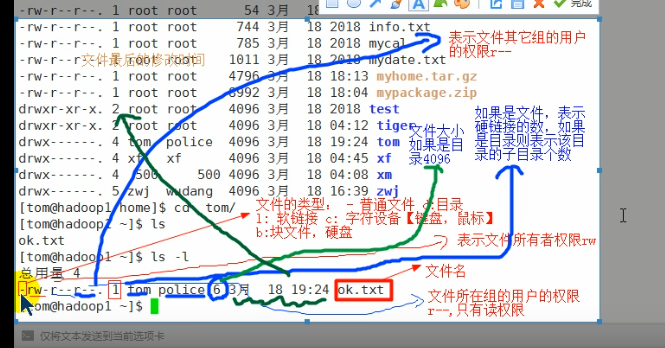 完成
-rw-r--r--. 1 root root 54 3月 18 2018
-rw-r--r--. 1 root root 744 3月 18 2018 info.txt
-rw-r--r--. 1 root root 785 3月 18 2018 mycal
-rw-r--r--. 1 root root 1011 3月 18 2018 mydate.txt
4796 3月 18 18:13 myhome.tar.gz
root 8992 3月 18 18:04 mypackage.zip
drwxr-xr-x. 2 root root 4096 3月 18 2018 test
drwx------. root root 4096 3月 18 04:12 tiger
drwx------. 4 tom police 4096 3月 18 19:24 tom
drwx------. 4 xf xf 4096 3月 18 04:45 xf
drwx------. 4 500 500 4096 3月 18 04:08 xm
drwx------. 5 zwj wudang 4096 3月 18 16:39 zwj
[tom@hadoop1 home]$ cd tom/
[tom@hadoop1 ~]$ ls
ok.txt
[tom@hadoop1 ~]$ ls -l
总用量 4
-rw-r--r--. 1 tom police 6 3月 18 19:24 ok.txt
[tom@hadoop1 ~]$
表示文件其它组的用户
的权限r--
文件最后的修改时间
文件大小
如果是目
录4096
如果是文件，表示
硬链接的数，如果
是目录则表示该目
录的子目录个数
文件的类型： - 普通文件 d:目录
l: 软链接 c: 字符设备【键盘，鼠标】
b:块文件，硬盘
表示文件所有者权限rw
文件名
文件所在组的用户的权限
r--,只有读权限
仅将文本发送到当前选项卡